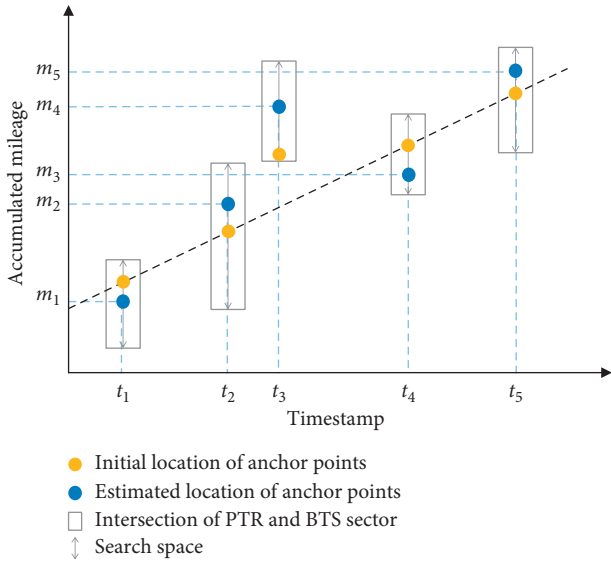 Accumulated mileage
m5
m4
m3
m2
m1
t1 t2 t3 t4 t5
Timestamp
Initial location of anchor points
Estimated location of anchor points
Intersection of PTR and BTS sector
Search space